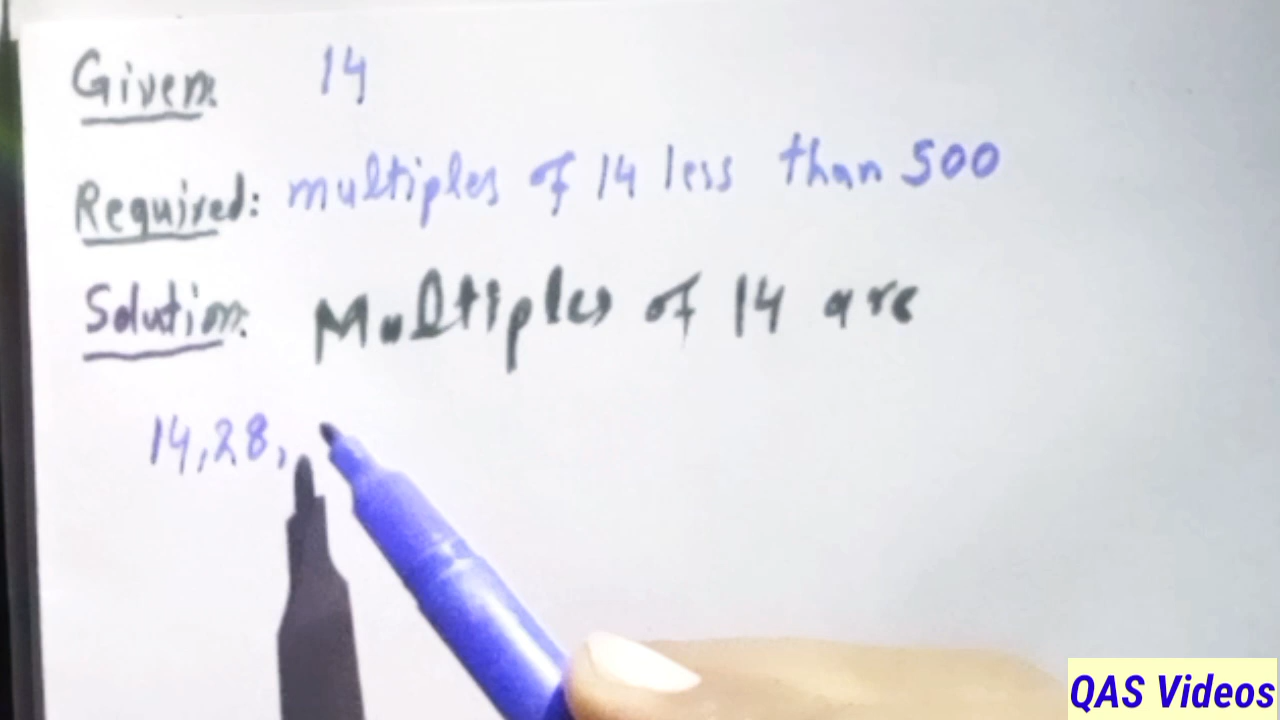 Given: 14
Required: multiples of 14 less than 500
Solution: Multiples of 14 are
14,28,
QAS Videos